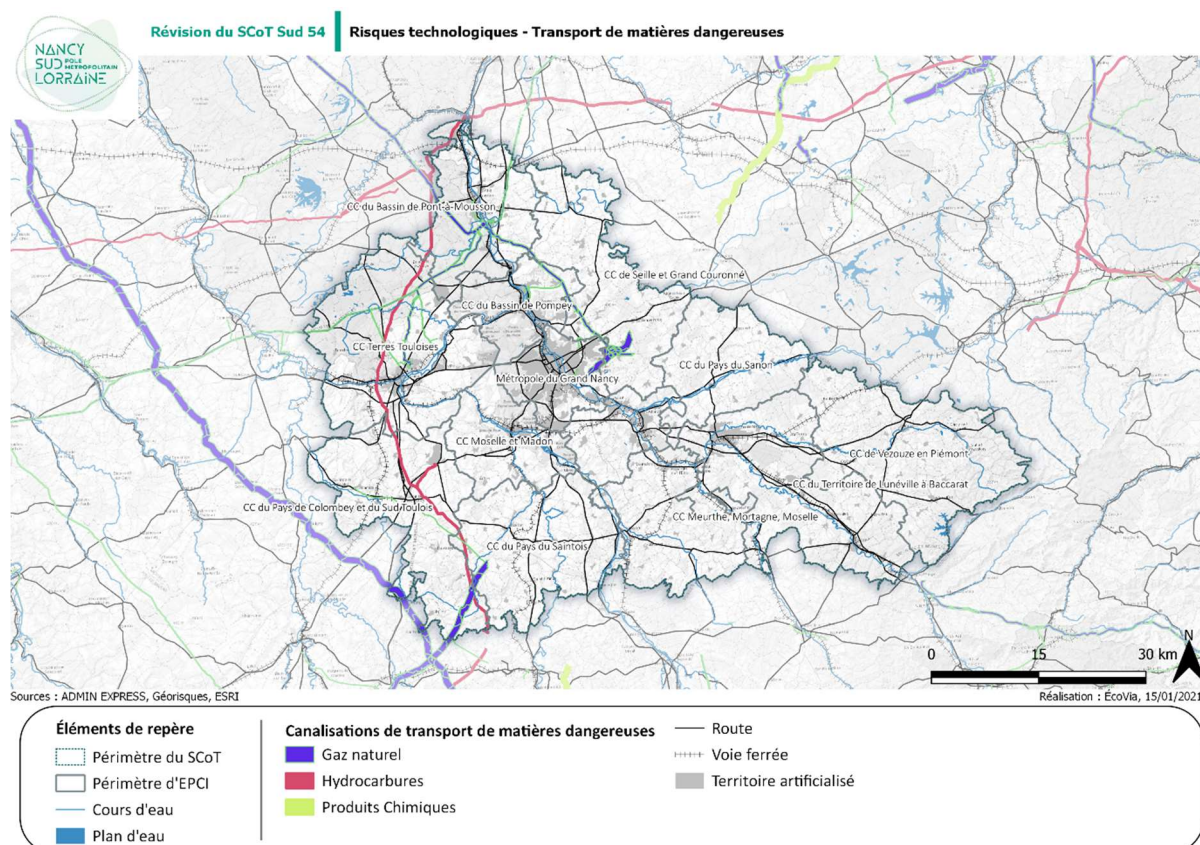 NANCY
SUD PÔLE MÉTROPOLITAIN
LORRAINE
Révision du SCoT Sud 54
Risques technologiques - Transport de matières dangereuses
CC du Bassin de Pont-à-Mousson
CC de Seille et Grand Couronné
CC du Bassin de Pompey
CC Terres Touloises
CC du Pays du Sanon
Métropole du Grand Nancy
CC Moselle et Madon
CC de Vezouze en Piémont
CC du Territoire de Lunéville à Baccarat
CC du Pays de Colombey et du Sud Toulois
CC Meurthe, Mortagne, Moselle
CC du Pays du Saintois
N
0 15 30 km
Sources : ADMIN EXPRESS, Géorisques, ESRI
Réalisation : ÉcoVia, 15/01/2021
Éléments de repère
Périmètre du SCoT
Périmètre d'EPCI
Cours d'eau
Plan d'eau
Canalisations de transport de matières dangereuses
Gaz naturel
Hydrocarbures
Produits Chimiques
Route
Voie ferrée
Territoire artificialisé